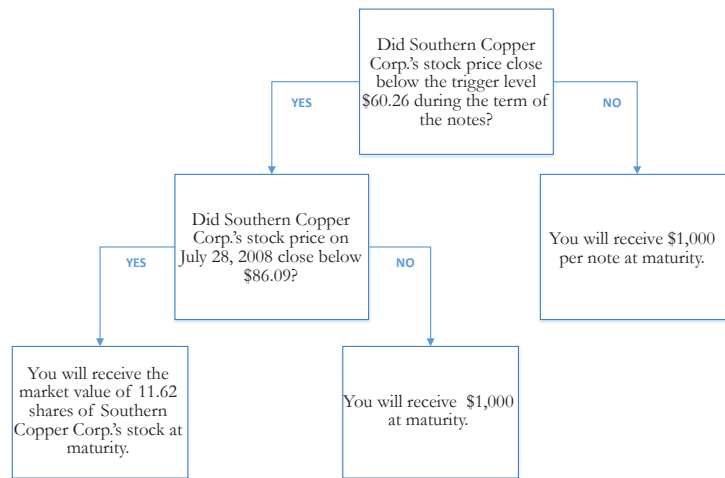 Did Southern Copper
Corp.'s stock price close
below the trigger level
$60.26 during the term of
the notes?
YES
NO
Did Southern Copper
Corp.'s stock price on
July 28, 2008 close below
$86.09?
You will receive $1,000
per note at maturity.
YES
NO
You will receive the
market value of 11.62
shares of Southern
Copper Corp.'s stock at
maturity.
You will receive $1,000
at maturity.